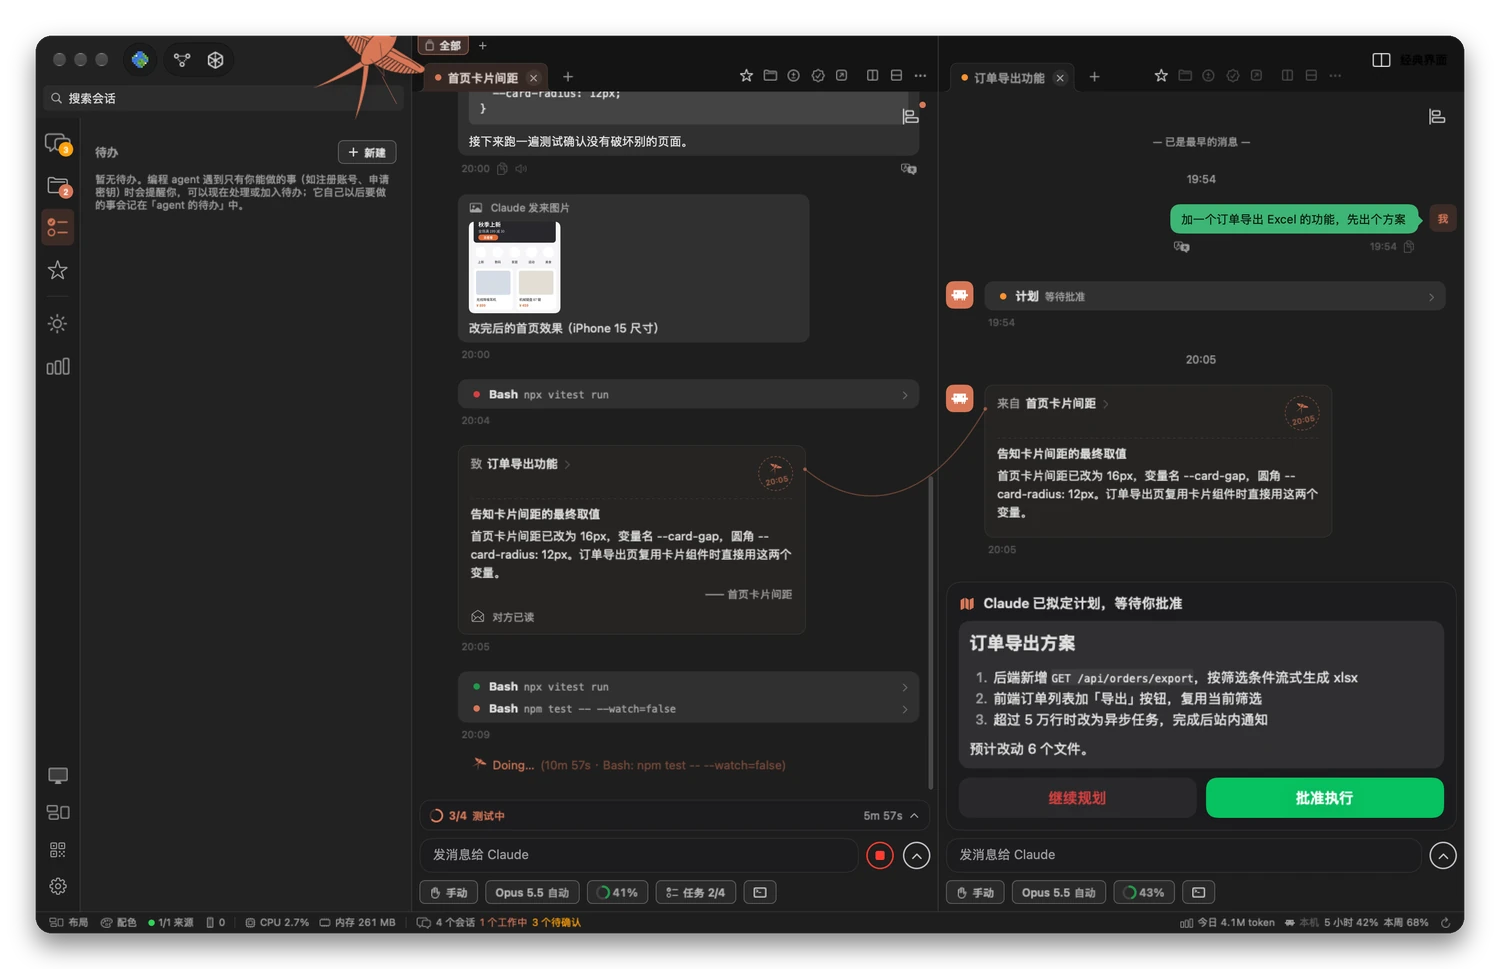 搜索会话
待办
+ 新建
暂无待办。编程 agent 遇到只有你能做的事（如注册账号、申请
密钥）时会提醒你，可以现在处理或加入待办；它自己以后要做
的事会记在「agent 的待办」中。
3
2
全部
首页卡片间距
--card-radius: 12px;
}
接下来跑一遍测试确认没有破坏别的页面。
20:00
Claude 发来图片
秋季上新
改完后的首页效果（iPhone 15 尺寸）
20:00
Bash npx vitest run
20:04
致 订单导出功能
20:05
告知卡片间距的最终取值
首页卡片间距已改为 16px，变量名 --card-gap，圆角 --
card-radius: 12px。订单导出页复用卡片组件时直接用这两个
变量。
—— 首页卡片间距
对方已读
20:05
Bash npx vitest run
Bash npm test -- --watch=false
20:09
Doing... (10m 57s · Bash: npm test -- --watch=false)
3/4 测试中
5m 57s
发消息给 Claude
手动
Opus 5.5 自动
41%
任务 2/4
经典界面
订单导出功能
— 已是最早的消息 —
19:54
加一个订单导出 Excel 的功能，先出个方案
我
19:54
计划 等待批准
19:54
20:05
来自 首页卡片间距
20:05
告知卡片间距的最终取值
首页卡片间距已改为 16px，变量名 --card-gap，圆角 --
card-radius: 12px。订单导出页复用卡片组件时直接用这两个
变量。
20:05
Claude 已拟定计划，等待你批准
订单导出方案
1. 后端新增 GET /api/orders/export，按筛选条件流式生成 xlsx
2. 前端订单列表加「导出」按钮，复用当前筛选
3. 超过 5 万行时改为异步任务，完成后站内通知
预计改动 6 个文件。
继续规划
批准执行
发消息给 Claude
手动
Opus 5.5 自动
43%
布局
配色
1/1 来源
0
CPU 2.7%
内存 261 MB
4 个会话 1 个工作中 3 个待确认
今日 4.1M token
本机 5 小时 42% 本周 68%